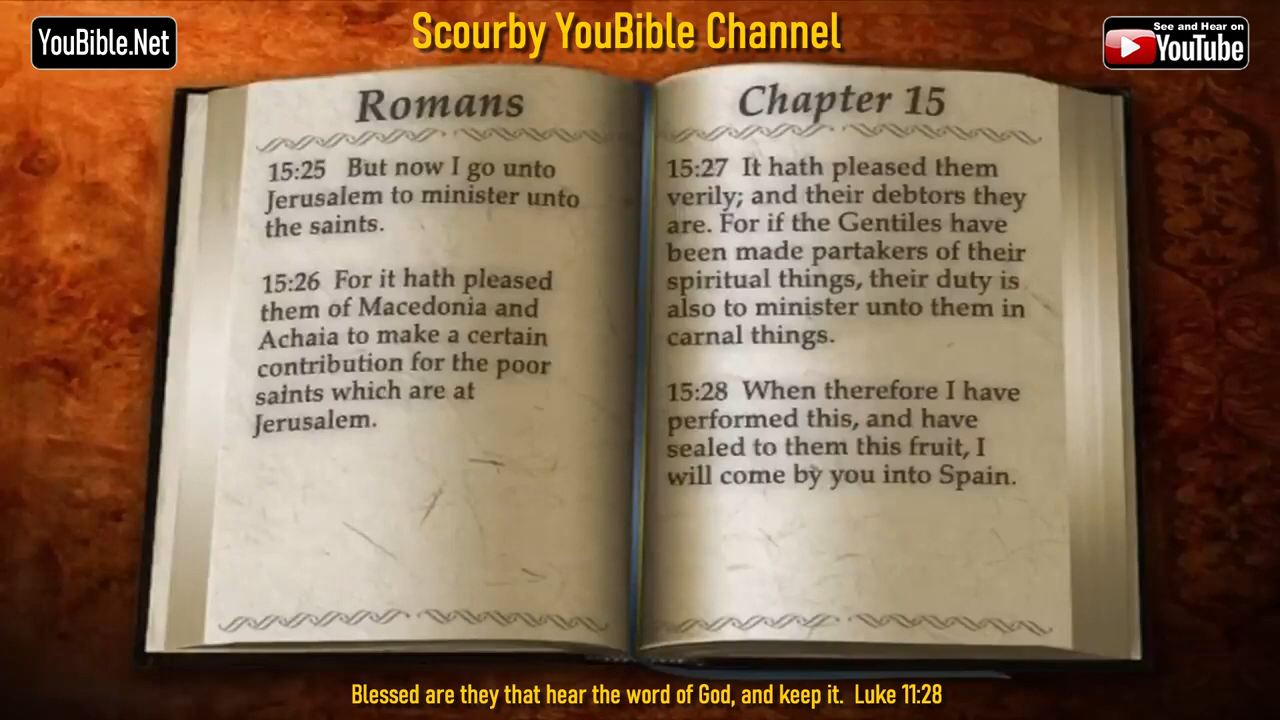 YouBible.Net
Scourby YouBible Channel
See and Hear on
YouTube
Romans
15:25 But now I go unto
Jerusalem to minister unto
the saints.
15:26 For it hath pleased
them of Macedonia and
Achaia to make a certain
contribution for the poor
saints which are at
Jerusalem.
Chapter 15
15:27 It hath pleased them
verily; and their debtors they
are. For if the Gentiles have
been made partakers of their
spiritual things, their duty is
also to minister unto them in
carnal things.
15:28 When therefore I have
performed this, and have
sealed to them this fruit, I
will come by you into Spain.
Blessed are they that hear the word of God, and keep it. Luke 11:28